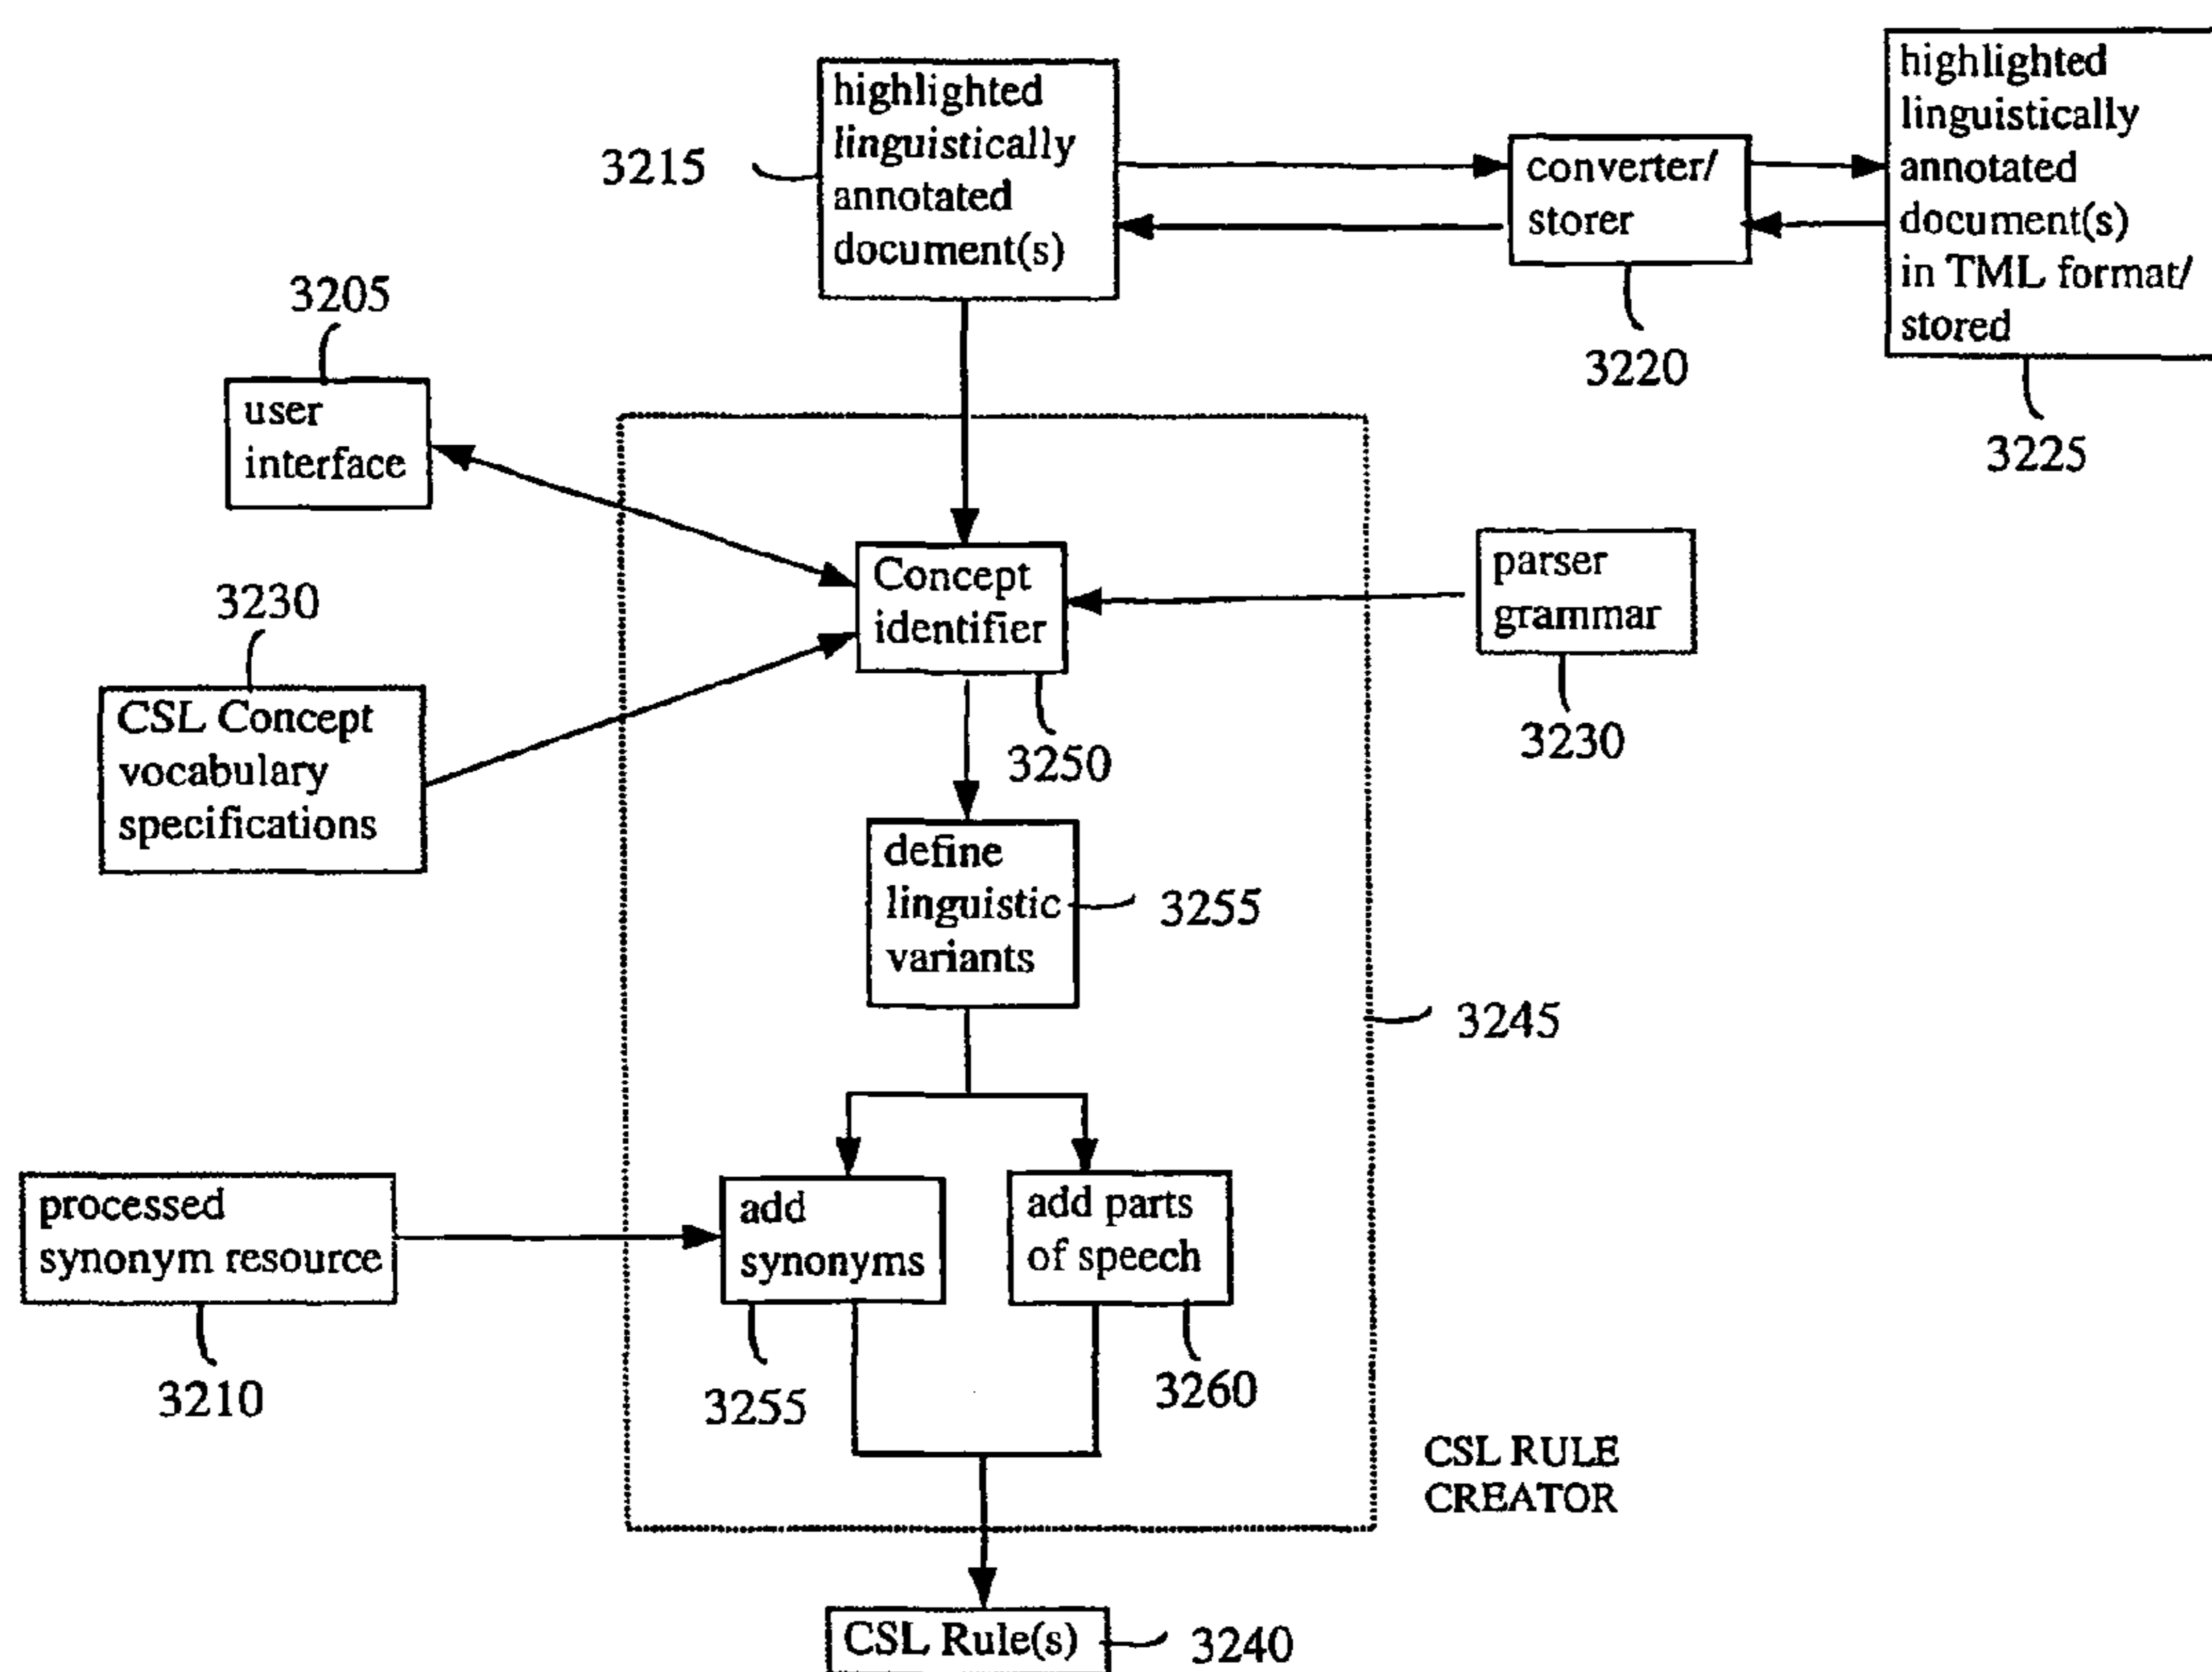 highlighted
linguistically
annotated
document(s)
3215
converter/
storer
3220
highlighted
linguistically
annotated
document(s)
in TML format/
stored
3225
3205
user
interface
3230
CSL Concept
vocabulary
specifications
Concept
identifier
3250
parser
grammar
3230
define
linguistic
variants
3255
3245
processed
synonym resource
3210
add
synonyms
3255
add parts
of speech
3260
CSL RULE
CREATOR
CSL Rule(s)
3240